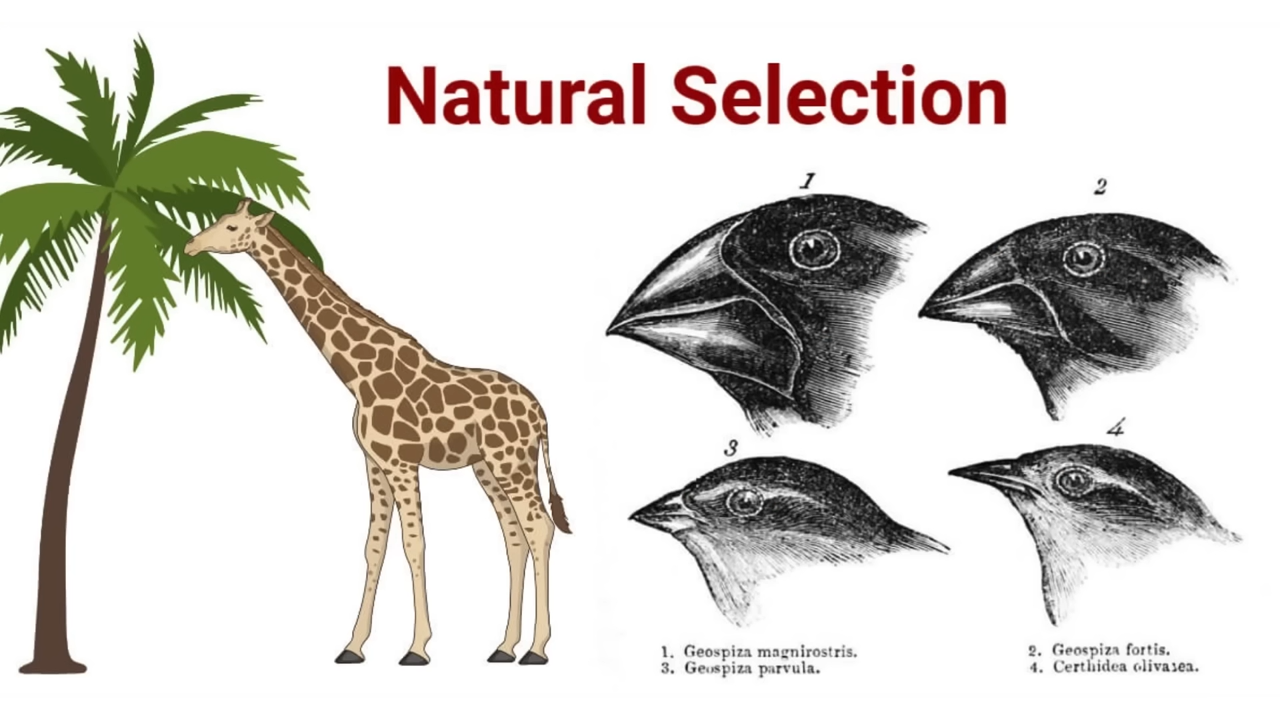 Natural Selection
1
2
3
4
1. Geospiza magnirostris.
2. Geospiza fortis.
3. Geospiza parvula.
4. Certhidea olivasea.